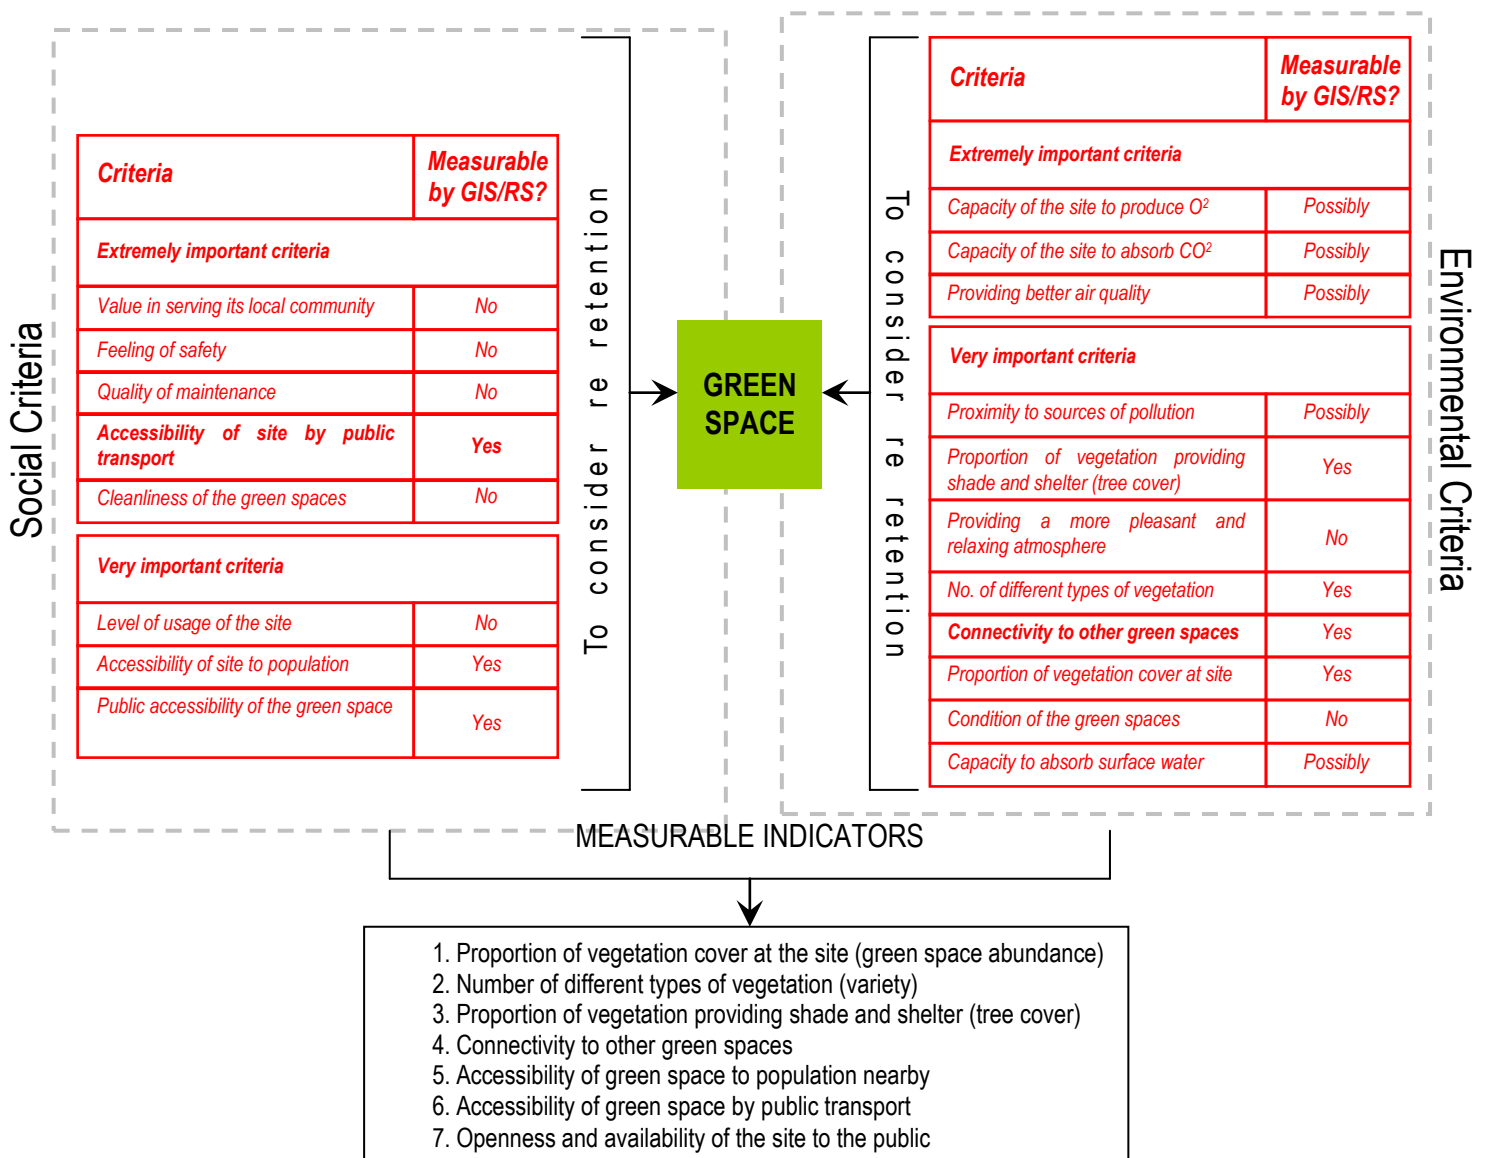 Social Criteria
Criteria
Measurable
by GIS/RS?
Extremely important criteria
Value in serving its local community
No
Feeling of safety
No
Quality of maintenance
No
Accessibility of site by public
transport
Yes
Cleanliness of the green spaces
No
Very important criteria
Level of usage of the site
No
Accessibility of site to population
Yes
Public accessibility of the green space
Yes
To consider re retention
GREEN
SPACE
To consider re retention
Criteria
Measurable
by GIS/RS?
Extremely important criteria
Capacity of the site to produce O²
Possibly
Capacity of the site to absorb CO²
Possibly
Providing better air quality
Possibly
Very important criteria
Proximity to sources of pollution
Possibly
Proportion of vegetation providing
shade and shelter (tree cover)
Yes
Providing a more pleasant and
relaxing atmosphere
No
No. of different types of vegetation
Yes
Connectivity to other green spaces
Yes
Proportion of vegetation cover at site
Yes
Condition of the green spaces
No
Capacity to absorb surface water
Possibly
Environmental Criteria
MEASURABLE INDICATORS
1. Proportion of vegetation cover at the site (green space abundance)
2. Number of different types of vegetation (variety)
3. Proportion of vegetation providing shade and shelter (tree cover)
4. Connectivity to other green spaces
5. Accessibility of green space to population nearby
6. Accessibility of green space by public transport
7. Openness and availability of the site to the public